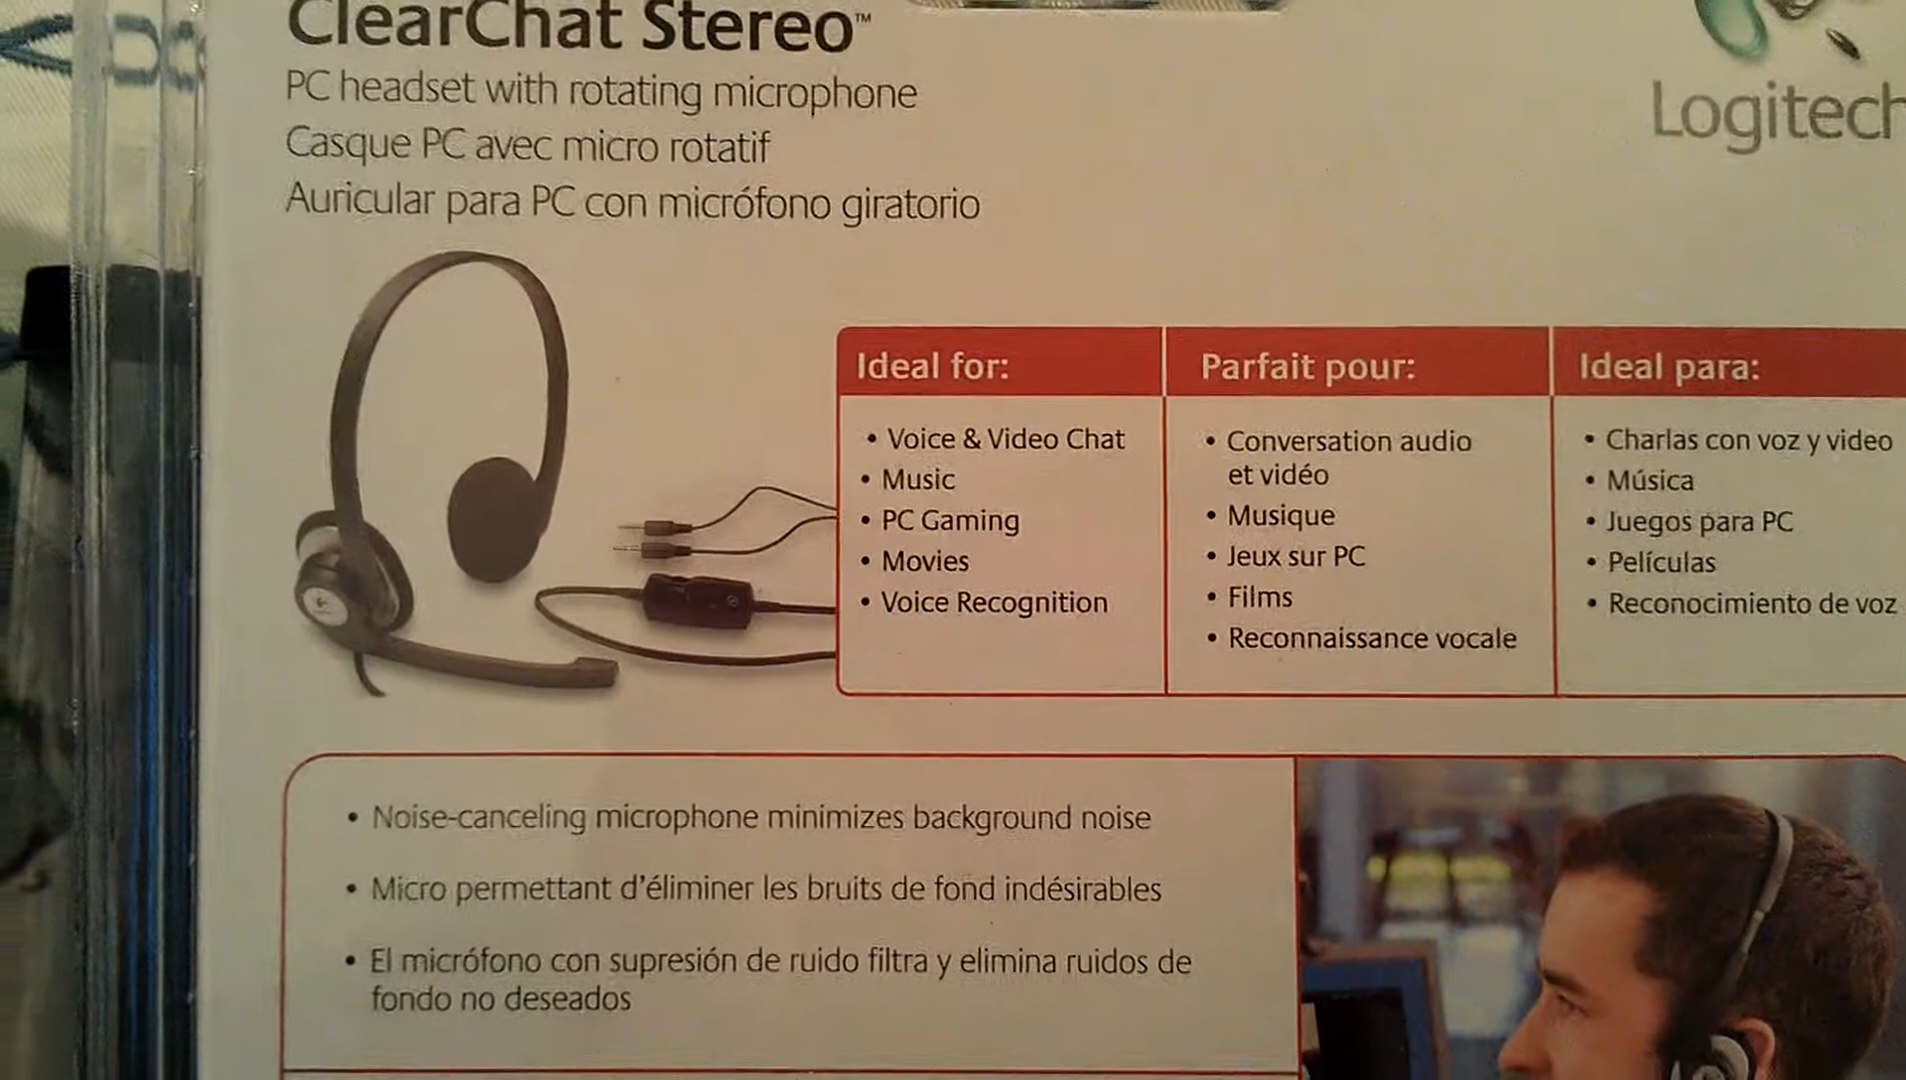 ClearChat Stereo™
PC headset with rotating microphone
Casque PC avec micro rotatif
Auricular para PC con micrófono giratorio
Logitech
Ideal for:
• Voice & Video Chat
• Music
• PC Gaming
• Movies
• Voice Recognition
Parfait pour:
• Conversation audio
et vidéo
• Musique
• Jeux sur PC
• Films
• Reconnaissance vocale
Ideal para:
• Charlas con voz y video
• Música
• Juegos para PC
• Películas
• Reconocimiento de voz
• Noise-canceling microphone minimizes background noise
• Micro permettant d'éliminer les bruits de fond indésirables
• El micrófono con supresión de ruido filtra y elimina ruidos de
fondo no deseados